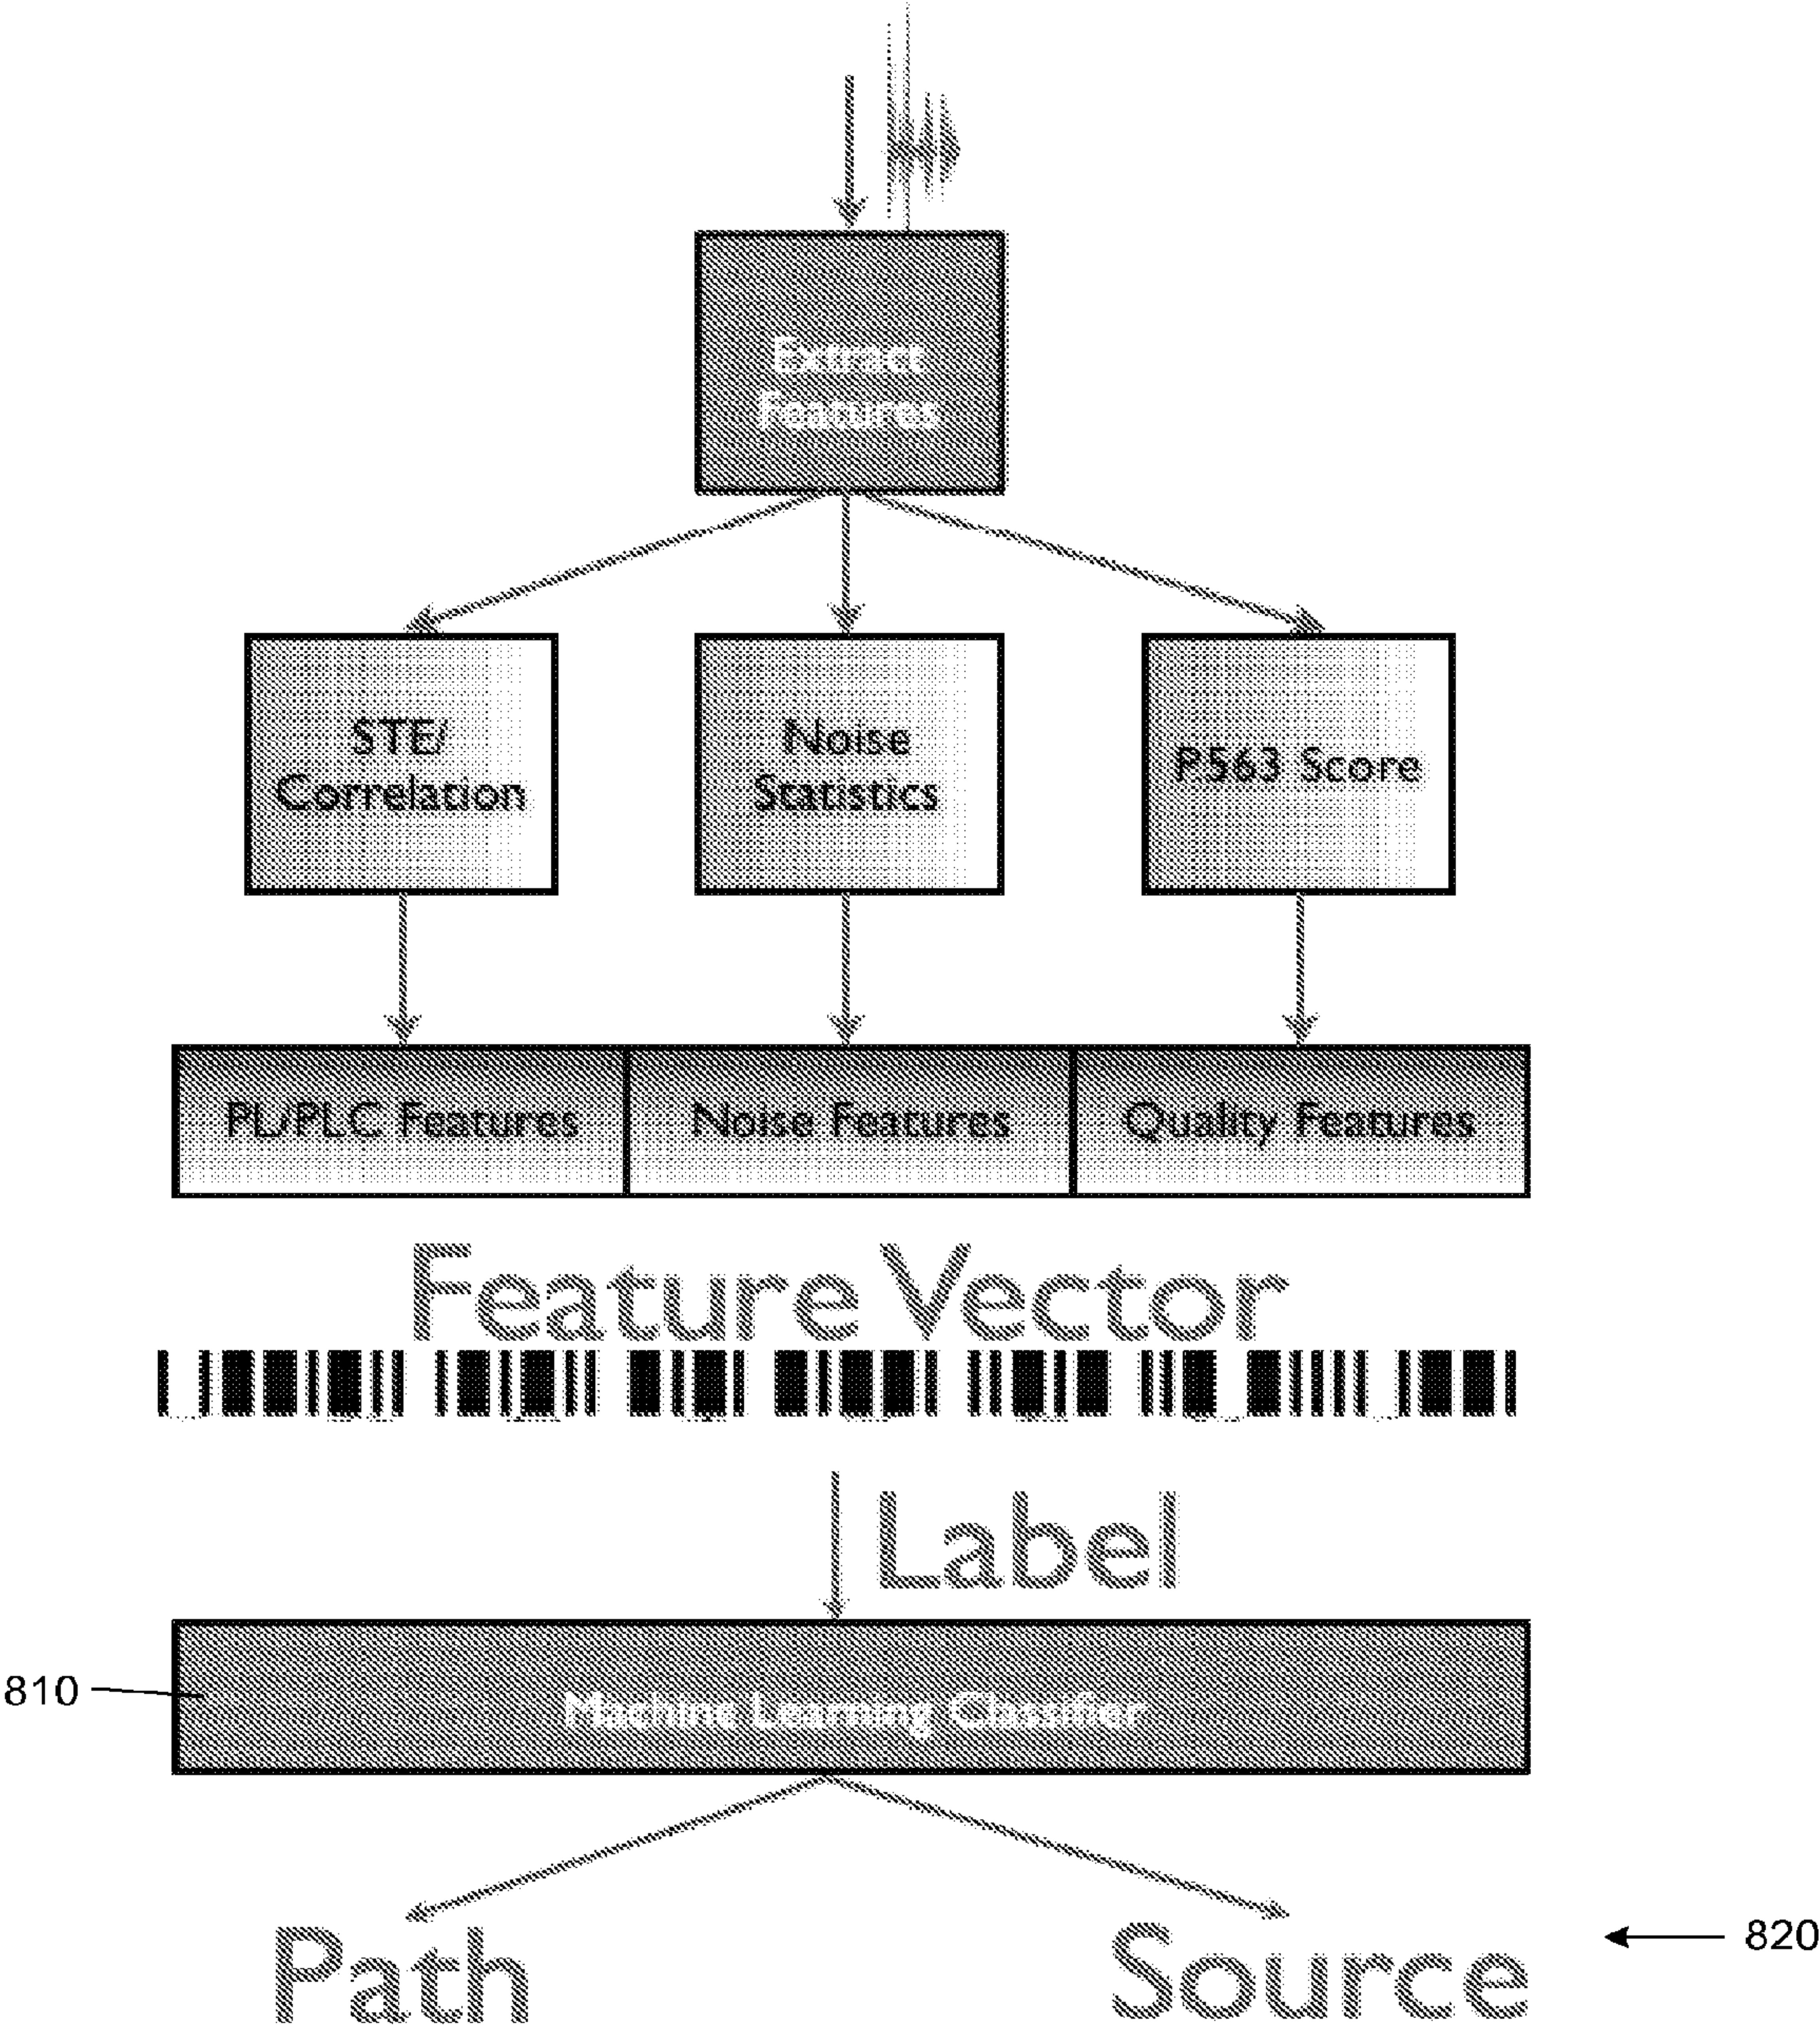 Extract
Features
STE/
Correlation
Noise
Statistics
P.563 Score
PL/PLC Features
Noise Features
Quality Features
Feature Vector
Label
810
Machine Learning Classifier
Path
Source
820